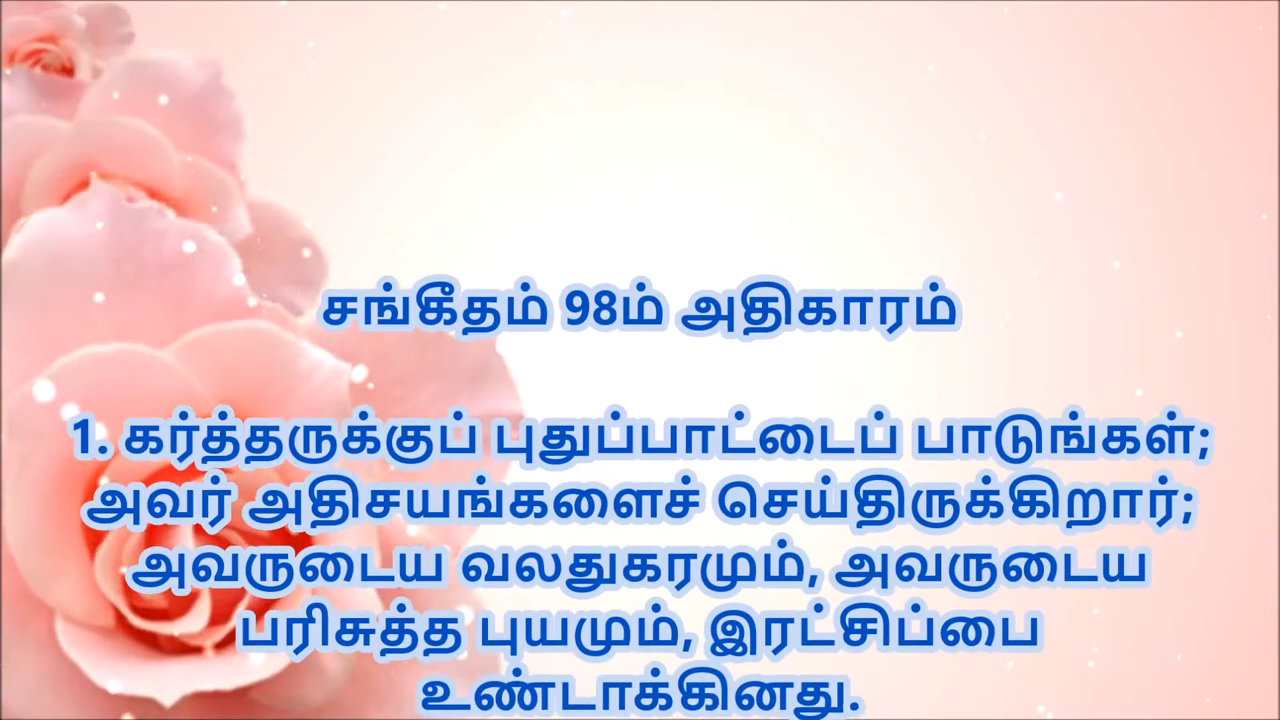 சங்கீதம் 98ம் அதிகாரம்
1. கர்த்தருக்குப் புதுப்பாட்டைப் பாடுங்கள்;
அவர் அதிசயங்களைச் செய்திருக்கிறார்;
அவருடைய வலதுகரமும், அவருடைய
பரிசுத்த புயமும், இரட்சிப்பை
உண்டாக்கினது.